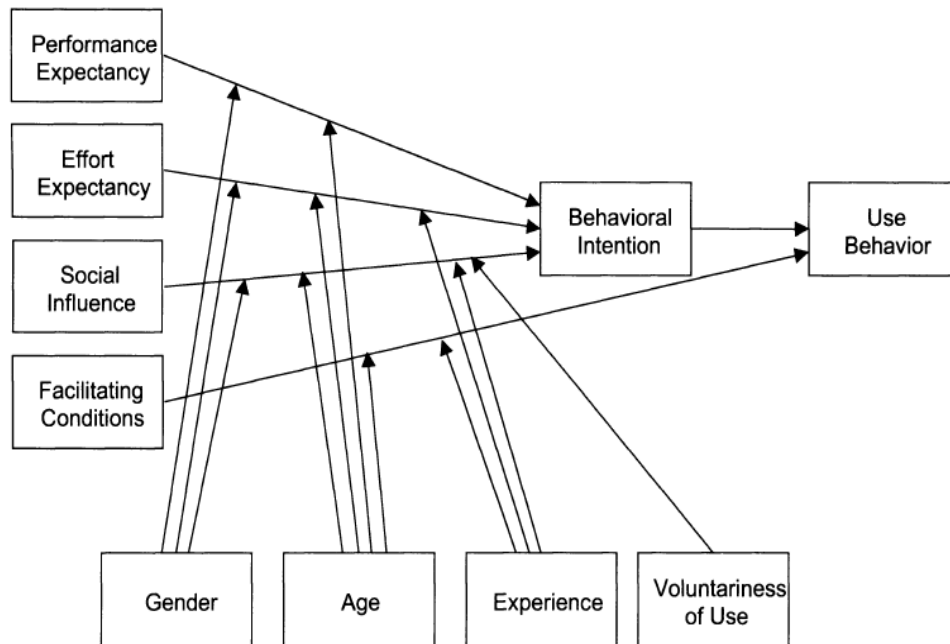 Performance
Expectancy
Effort
Expectancy
Social
Influence
Facilitating
Conditions
Behavioral
Intention
Use
Behavior
Gender
Age
Experience
Voluntariness
of Use